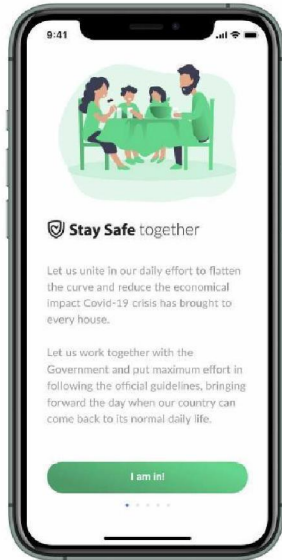 9:41
Stay Safe together
Let us unite in our daily effort to flatten
the curve and reduce the economical
impact Covid-19 crisis has brought to
every house.
Let us work together with the
Government and put maximum effort in
following the official guidelines, bringing
forward the day when our country can
come back to its normal daily life.
I am in!